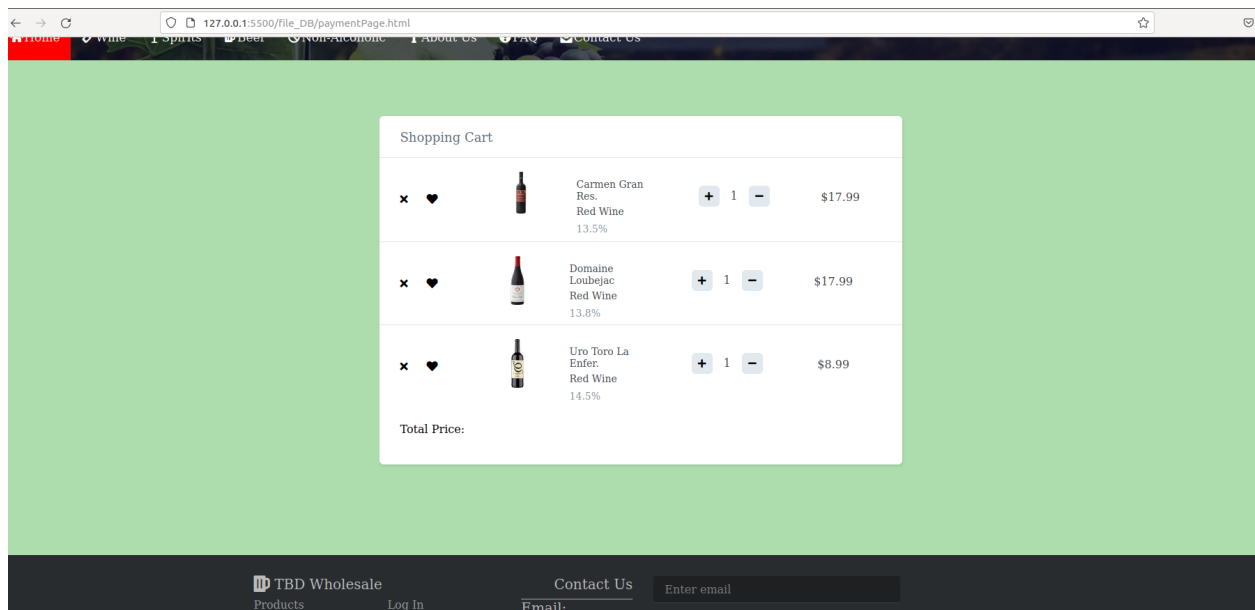 127.0.0.1:5500/file_DB/paymentPage.html
Home Wine Spirits Beer Non-Alcoholic About Us FAQ Contact Us
Shopping Cart
Carmen Gran
Res.
Red Wine
13.5%
1
$17.99
Domaine
Loubejac
Red Wine
13.8%
1
$17.99
Uro Toro La
Enfer.
Red Wine
14.5%
1
$8.99
Total Price:
TBD Wholesale
Products
Log In
Contact Us
Email:
Enter email